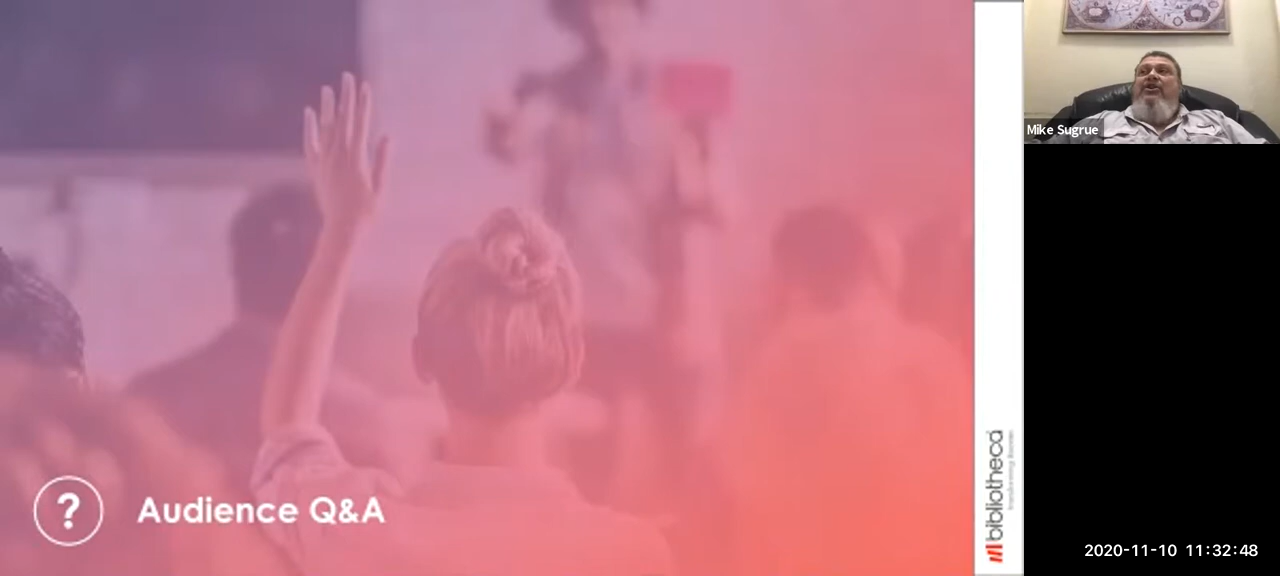 ? Audience Q&A
bibliotheca
Mike Sugrue
2020-11-10 11:32:48